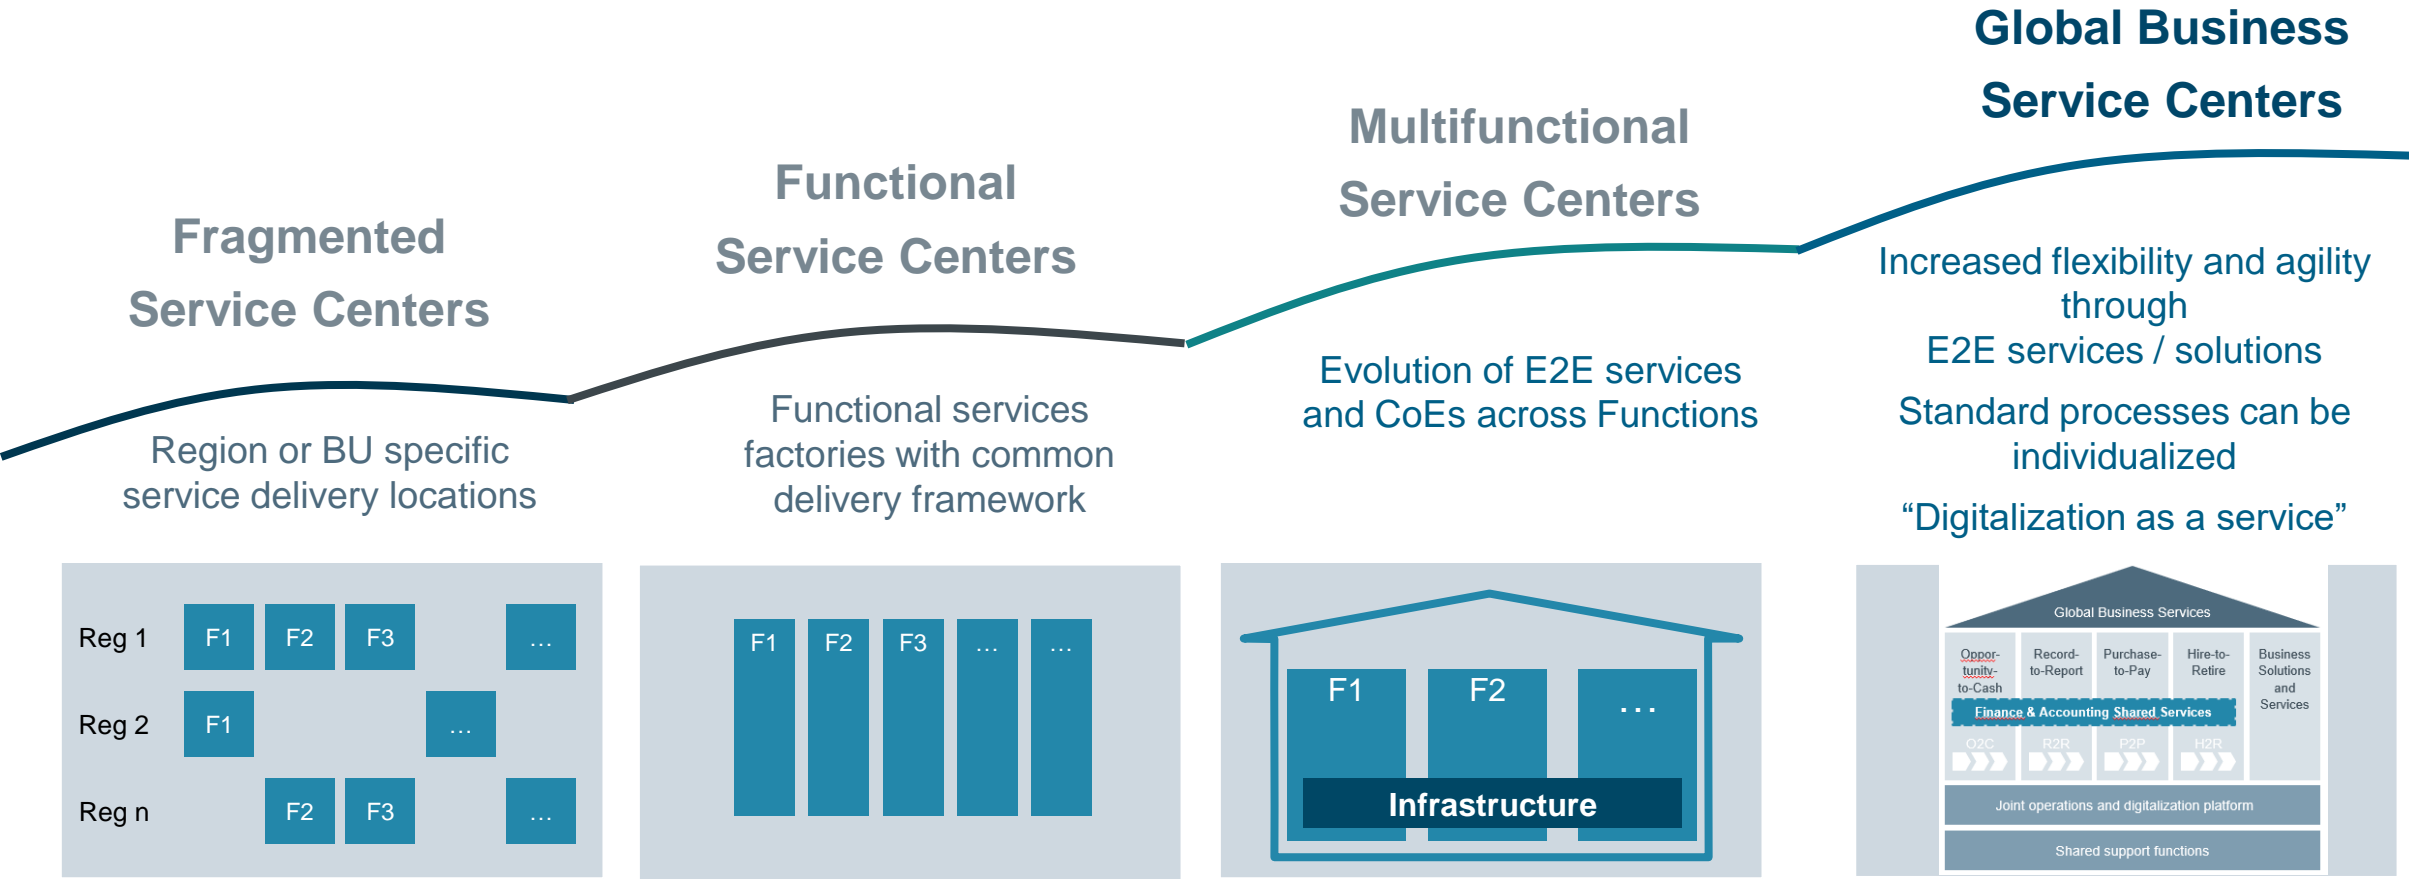 Fragmented
Service Centers
Region or BU specific
service delivery locations
Reg 1
F1
F2
F3
...
Reg 2
F1
...
Reg n
F2
F3
...
Functional
Service Centers
Functional services
factories with common
delivery framework
F1
F2
F3
...
...
Multifunctional
Service Centers
Evolution of E2E services
and CoEs across Functions
F1
F2
...
Infrastructure
Global Business
Service Centers
Increased flexibility and agility
through
E2E services / solutions
Standard processes can be
individualized
“Digitalization as a service”
Global Business Services
Oppor-
tunity-
to-Cash
Record-
to-Report
Purchase-
to-Pay
Hire-to-
Retire
Business
Solutions
and
Services
Finance & Accounting Shared Services
O2C
R2R
P2P
H2R
Joint operations and digitalization platform
Shared support functions